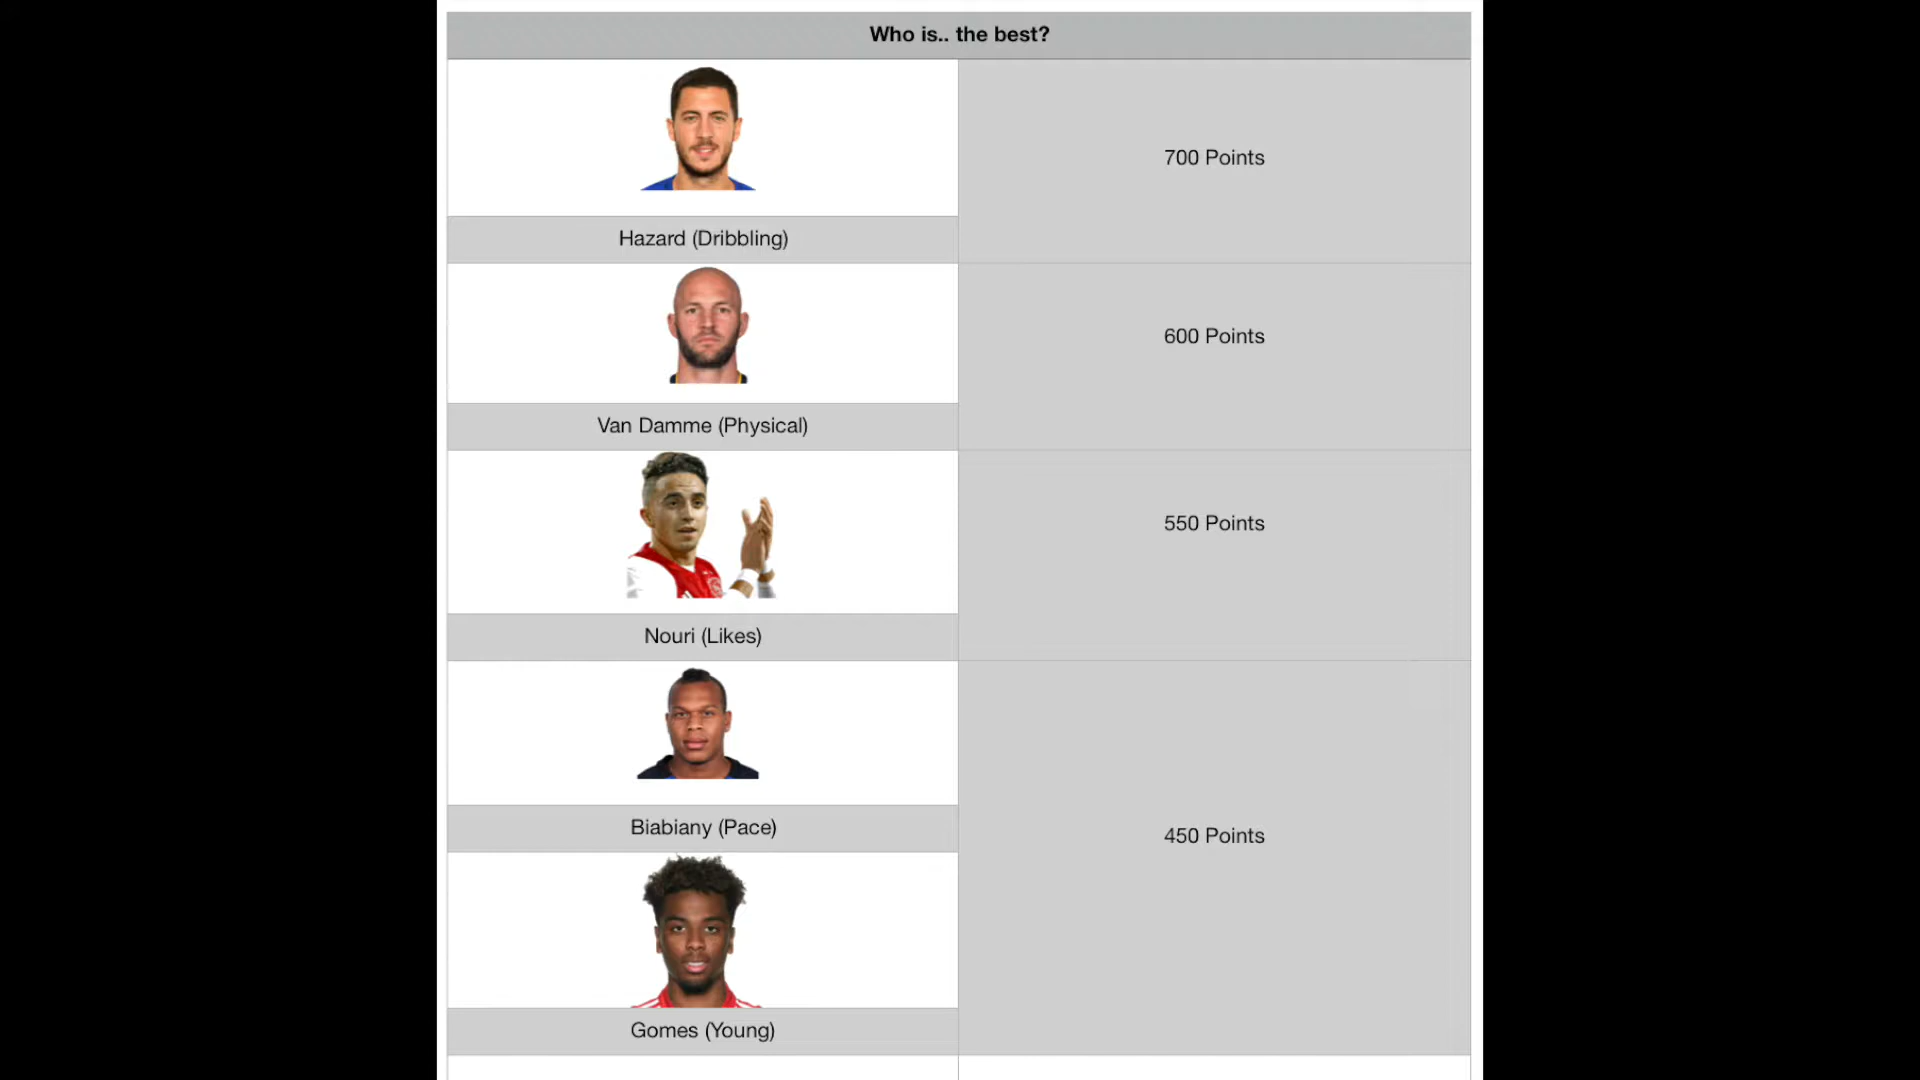 Who is.. the best?
700 Points
Hazard (Dribbling)
600 Points
Van Damme (Physical)
550 Points
Nouri (Likes)
Biabiany (Pace)
450 Points
Gomes (Young)